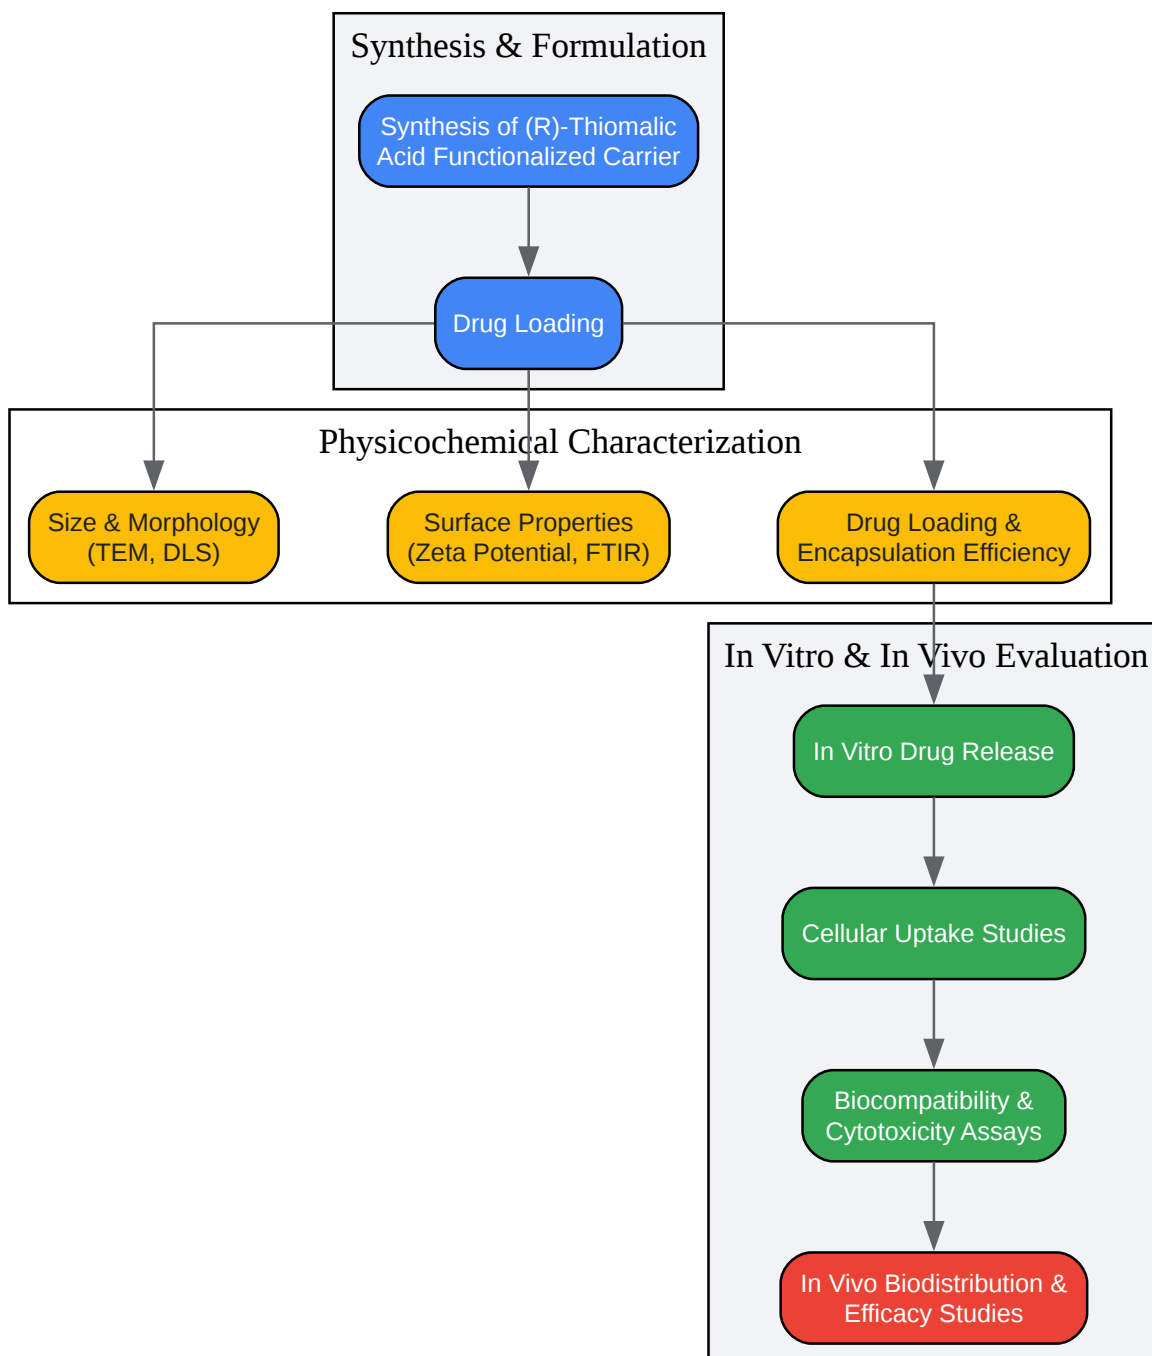 Synthesis & Formulation
Synthesis of (R)-Thiomalic
Acid Functionalized Carrier
Drug Loading
Physicochemical Characterization
Size & Morphology
(TEM, DLS)
Surface Properties
(Zeta Potential, FTIR)
Drug Loading &
Encapsulation Efficiency
In Vitro & In Vivo Evaluation
In Vitro Drug Release
Cellular Uptake Studies
Biocompatibility &
Cytotoxicity Assays
In Vivo Biodistribution &
Efficacy Studies